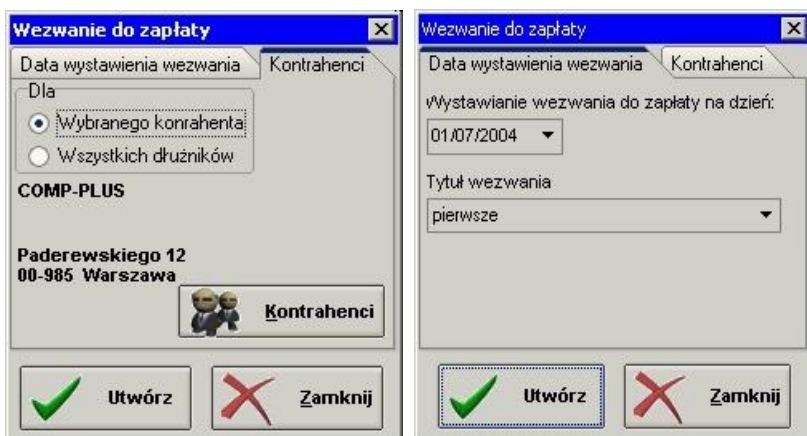 Wezwanie do zapłaty
Data wystawienia wezwania
Kontrahenci
Dla
Wybranego konrahenta
Wszystkich dłużników
COMP-PLUS
Paderewskiego 12
00-985 Warszawa
Kontrahenci
Utwórz
Zamknij
Wezwanie do zapłaty
Data wystawienia wezwania
Kontrahenci
Wystawianie wezwania do zapłaty na dzień:
01/07/2004
Tytuł wezwania
pierwsze
Utwórz
Zamknij